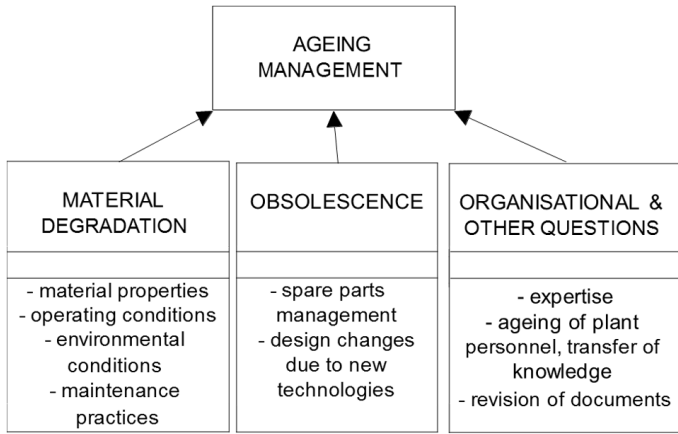 AGEING
MANAGEMENT
MATERIAL
DEGRADATION
- material properties
- operating conditions
- environmental
conditions
- maintenance
practices
OBSOLESCENCE
- spare parts
management
- design changes
due to new
technologies
ORGANISATIONAL &
OTHER QUESTIONS
- expertise
- ageing of plant
personnel, transfer of
knowledge
- revision of documents